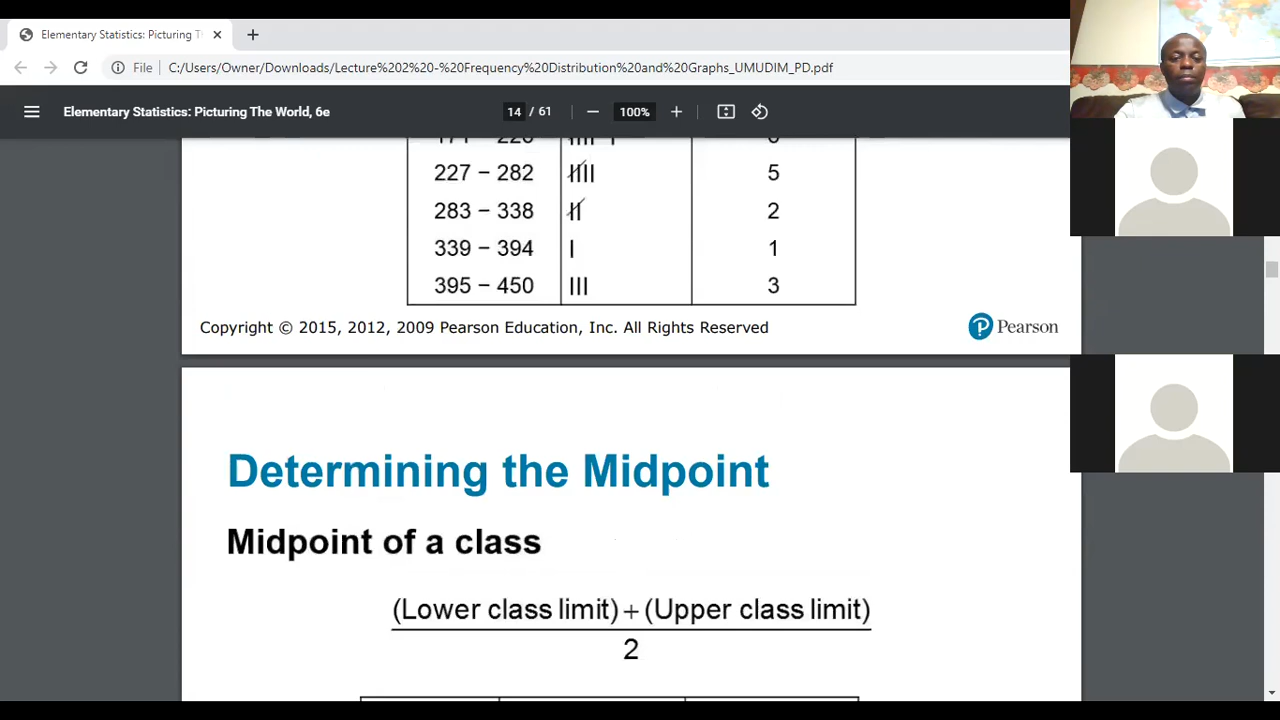 Elementary Statistics: Picturing T
File C:/Users/Owner/Downloads/Lecture%202%20-%20Frequency%20Distribution%20and%20Graphs_UMUDIM_PD.pdf
Elementary Statistics: Picturing The World, 6e 14 / 61 100%
227 − 282 5
283 − 338 2
339 − 394 1
395 − 450 3
Copyright © 2015, 2012, 2009 Pearson Education, Inc. All Rights Reserved Pearson
Determining the Midpoint
Midpoint of a class
(Lower class limit) + (Upper class limit)
2